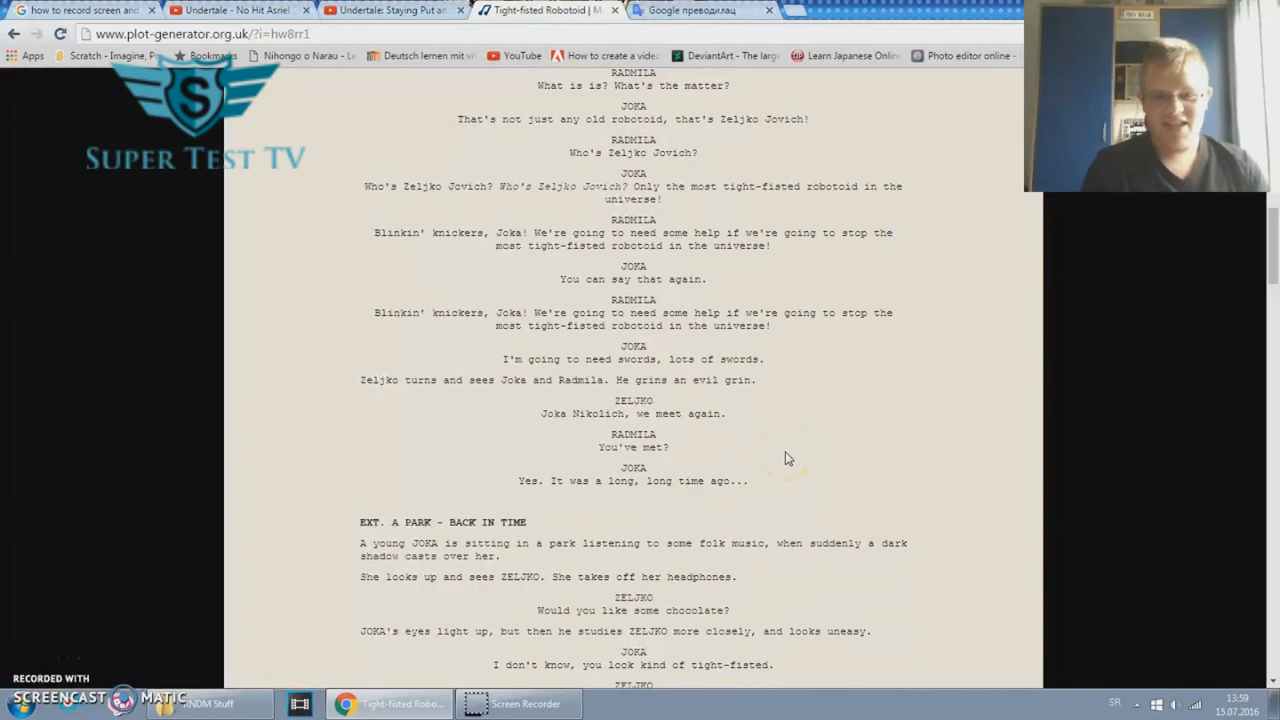 how to record screen and
Undertale - No Hit Asriel
Undertale: Staying Put an
Tight-fisted Robotoid | M
Google преводилац
www.plot-generator.org.uk/?i=hw8rr1
Apps
Scratch - Imagine, Pro
Bookmarks
Nihongo o Narau - Le
Deutsch lernen mit vi
YouTube
How to create a video
DeviantArt - The large
Learn Japanese Online
Photo editor online -
SUPER TEST TV
RADMILA
What is is? What's the matter?
JOKA
That's not just any old robotoid, that's Zeljko Jovich!
RADMILA
Who's Zeljko Jovich?
JOKA
Who's Zeljko Jovich? Who's Zeljko Jovich? Only the most tight-fisted robotoid in the
universe!
RADMILA
Blinkin' knickers, Joka! We're going to need some help if we're going to stop the
most tight-fisted robotoid in the universe!
JOKA
You can say that again.
RADMILA
Blinkin' knickers, Joka! We're going to need some help if we're going to stop the
most tight-fisted robotoid in the universe!
JOKA
I'm going to need swords, lots of swords.
Zeljko turns and sees Joka and Radmila. He grins an evil grin.
ZELJKO
Joka Nikolich, we meet again.
RADMILA
You've met?
JOKA
Yes. It was a long, long time ago...
EXT. A PARK - BACK IN TIME
A young JOKA is sitting in a park listening to some folk music, when suddenly a dark
shadow casts over her.
She looks up and sees ZELJKO. She takes off her headphones.
ZELJKO
Would you like some chocolate?
JOKA's eyes light up, but then he studies ZELJKO more closely, and looks uneasy.
JOKA
I don't know, you look kind of tight-fisted.
ZELJKO
RECORDED WITH
SCREENCAST MATIC
RNDM Stuff
Tight-fisted Robo...
Screen Recorder
SR
13:59
15.07.2016